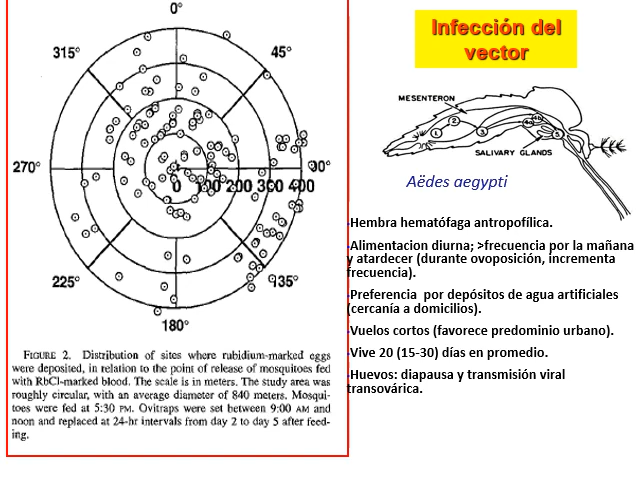 0°
315°
45°
270°
90°
0 100 200 300 400
225°
135°
180°
FIGURE 2. Distribution of sites where rubidium-marked eggs
were deposited, in relation to the point of release of mosquitoes fed
with RbCl-marked blood. The scale is in meters. The study area was
roughly circular, with an average diameter of 840 meters. Mosqui-
toes were fed at 5:30 PM. Ovitraps were set between 9:00 AM and
noon and replaced at 24-hr intervals from day 2 to day 5 after feed-
ing.
Infección del
vector
MESENTERON
1 2 3 4a 4b 5
SALIVARY GLANDS
Aëdes aegypti
Hembra hematófaga antropofílica.
Alimentacion diurna; >frecuencia por la mañana
y atardecer (durante ovoposición, incrementa
frecuencia).
Preferencia por depósitos de agua artificiales
(cercanía a domicilios).
Vuelos cortos (favorece predominio urbano).
Vive 20 (15-30) días en promedio.
Huevos: diapausa y transmisión viral
transovárica.